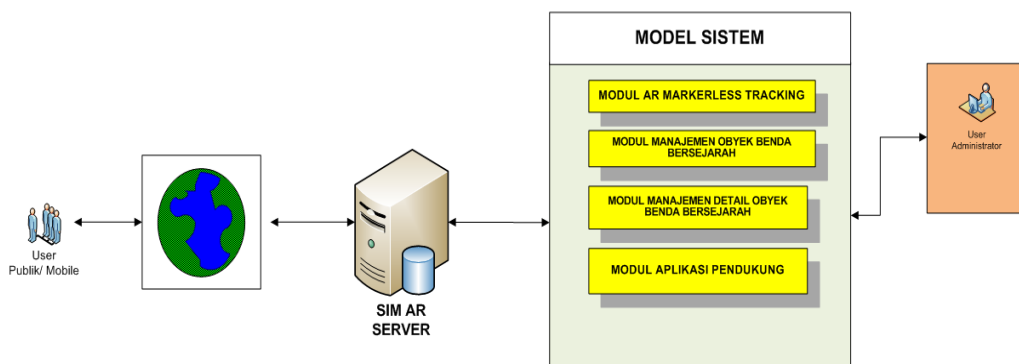 MODEL SISTEM
MODUL AR MARKERLESS TRACKING
MODUL MANAJEMEN OBYEK BENDA
BERSEJARAH
MODUL MANAJEMEN DETAIL OBYEK
BENDA BERSEJARAH
MODUL APLIKASI PENDUKUNG
User
Administrator
User
Publik/ Mobile
SIM AR
SERVER